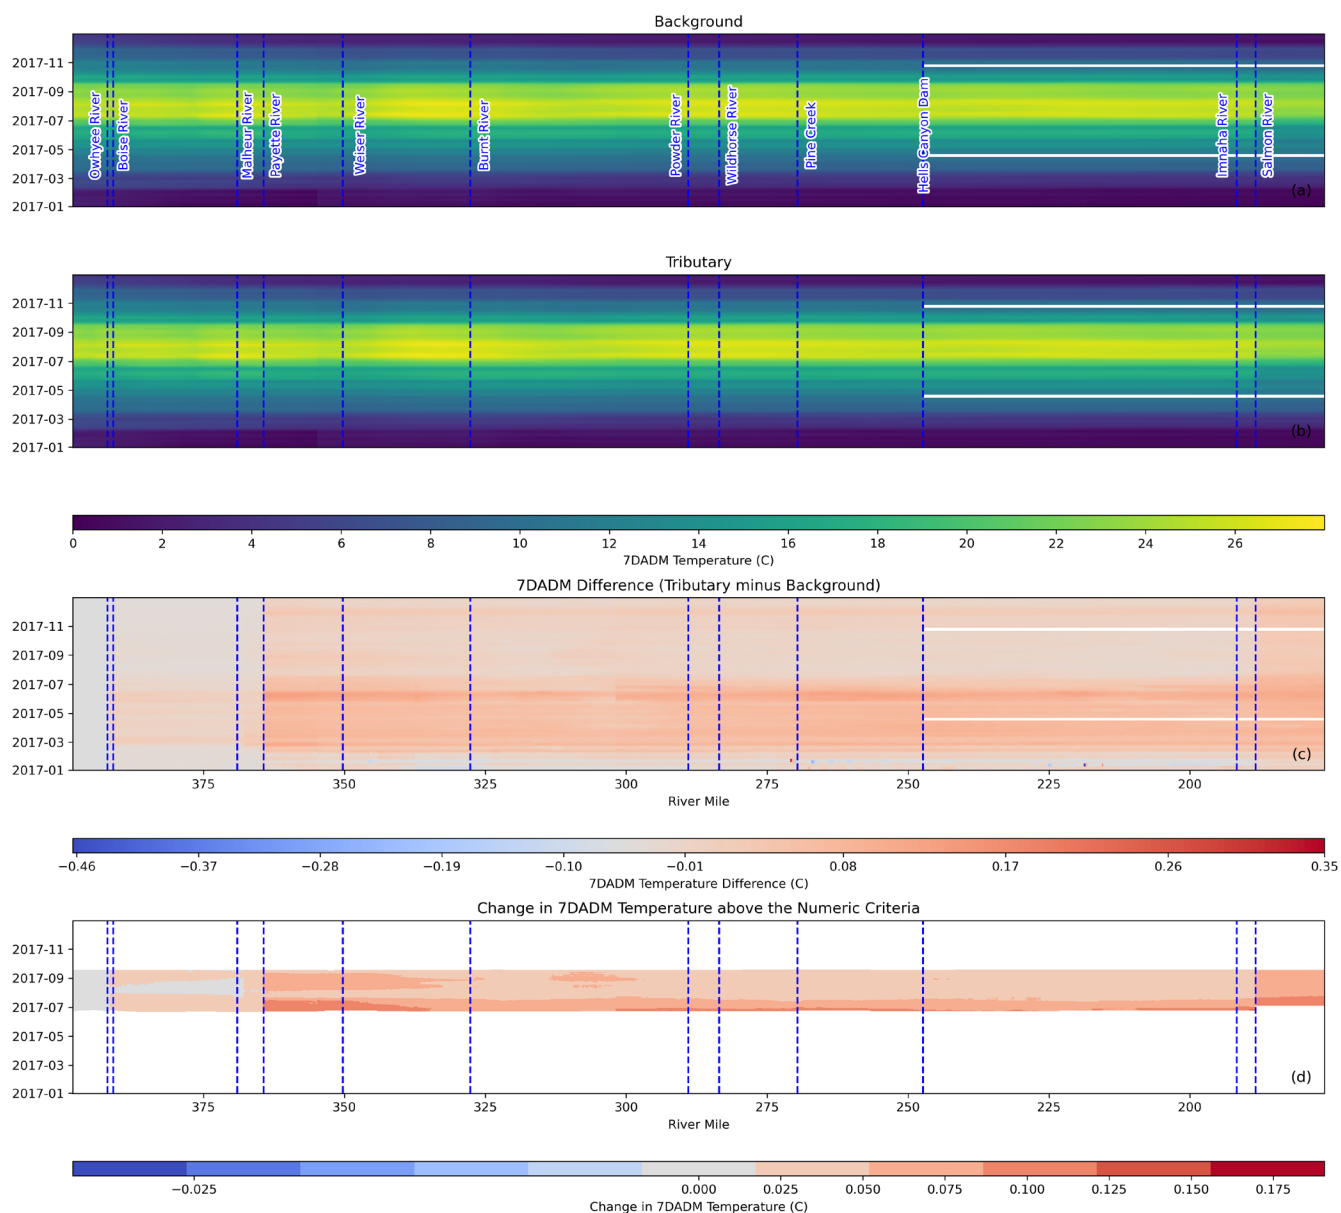 Background
2017-11
2017-09
2017-07
2017-05
2017-03
2017-01
Owhyee River
Boise River
Malheur River
Payette River
Weiser River
Burnt River
Powder River
Wildhorse River
Pine Creek
Hells Canyon Dam
Imnaha River
Salmon River
(a)
Tributary
2017-11
2017-09
2017-07
2017-05
2017-03
2017-01
(b)
0 2 4 6 8 10 12 14 16 18 20 22 24 26
7DADM Temperature (C)
7DADM Difference (Tributary minus Background)
2017-11
2017-09
2017-07
2017-05
2017-03
2017-01
(c)
375 350 325 300 275 250 225 200
River Mile
−0.46 −0.37 −0.28 −0.19 −0.10 −0.01 0.08 0.17 0.26 0.35
7DADM Temperature Difference (C)
Change in 7DADM Temperature above the Numeric Criteria
2017-11
2017-09
2017-07
2017-05
2017-03
2017-01
(d)
375 350 325 300 275 250 225 200
River Mile
−0.025 0.000 0.025 0.050 0.075 0.100 0.125 0.150 0.175
Change in 7DADM Temperature (C)